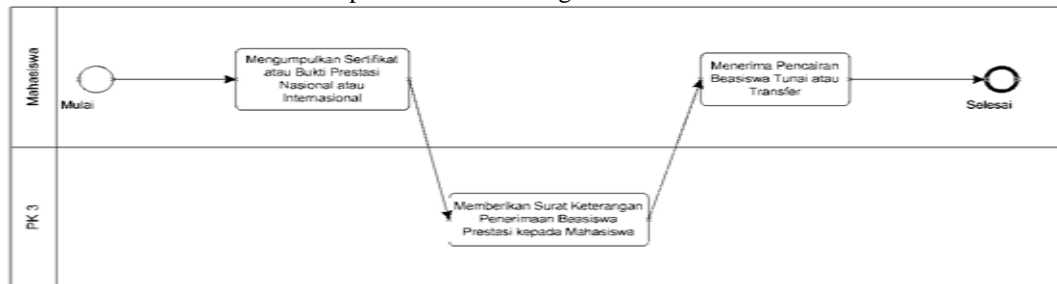 Mahasiswa
Mulai
Mengumpulkan Sertifikat
atau Bukti Prestasi
Nasional atau
Internasional
Menerima Pencairan
Beasiswa Tunai atau
Transfer
Selesai
PK 3
Memberikan Surat Keterangan
Penerimaan Beasiswa
Prestasi kepada Mahasiswa